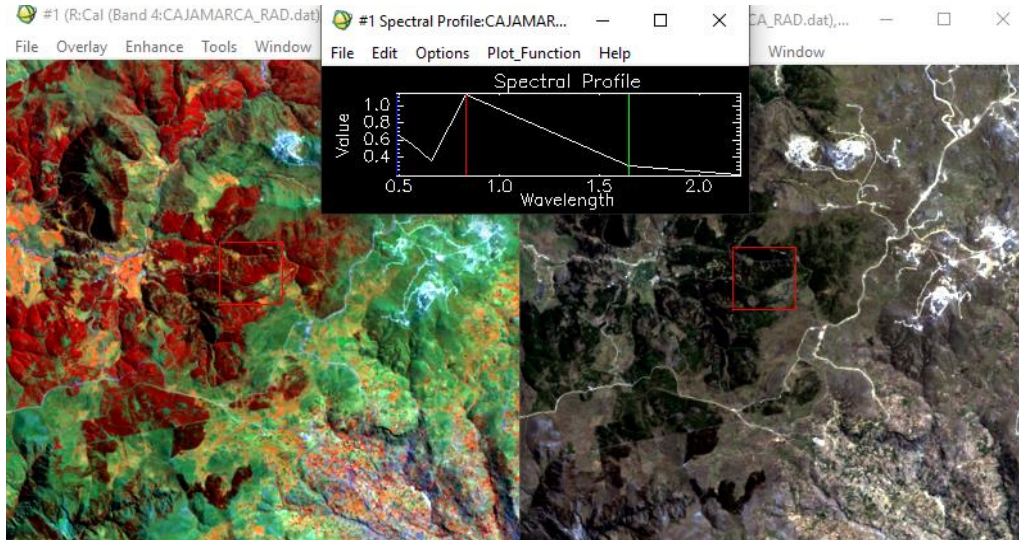 #1 (R:Cal (Band 4:CAJAMARCA_RAD.dat)
File Overlay Enhance Tools Window
#1 Spectral Profile:CAJAMAR...
File Edit Options Plot_Function Help
Spectral Profile
Value
1.0
0.8
0.6
0.4
0.5 1.0 1.5 2.0
Wavelength
CA_RAD.dat),...
Window